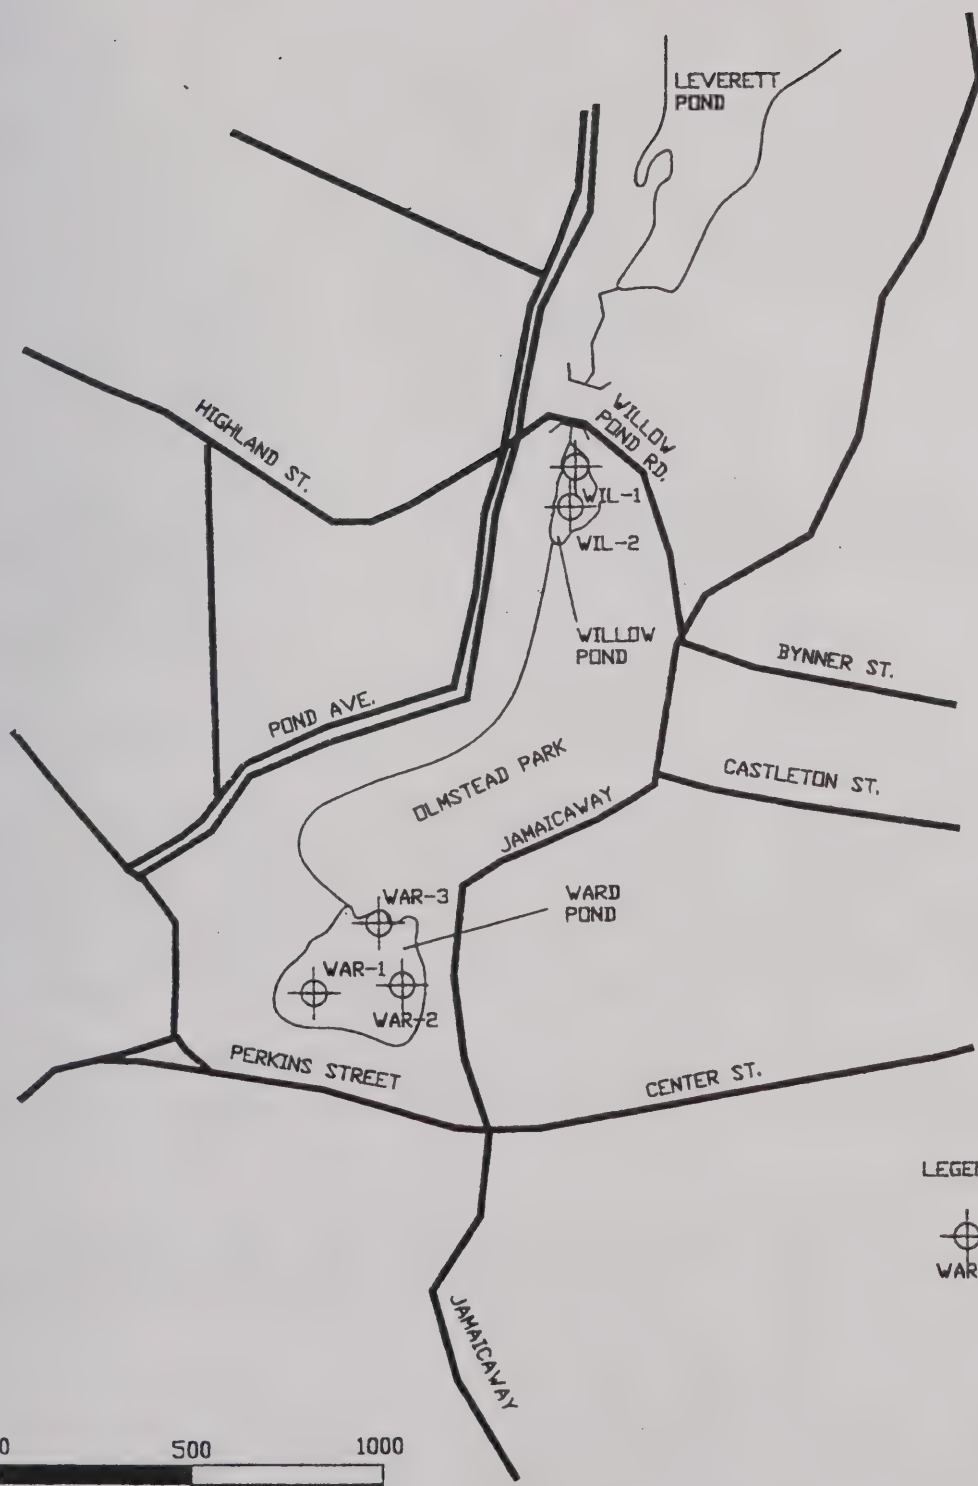 LEVERETT
POND
HIGHLAND ST.
WILLOW
POND RD.
WIL-1
WIL-2
WILLOW
POND
BYNNER ST.
POND AVE.
CASTLETON ST.
OLMSTEAD PARK
JAMAICAWAY
WAR-3
WARD
POND
WAR-1
WAR-2
PERKINS STREET
CENTER ST.
JAMAICAWAY
0 500 1000